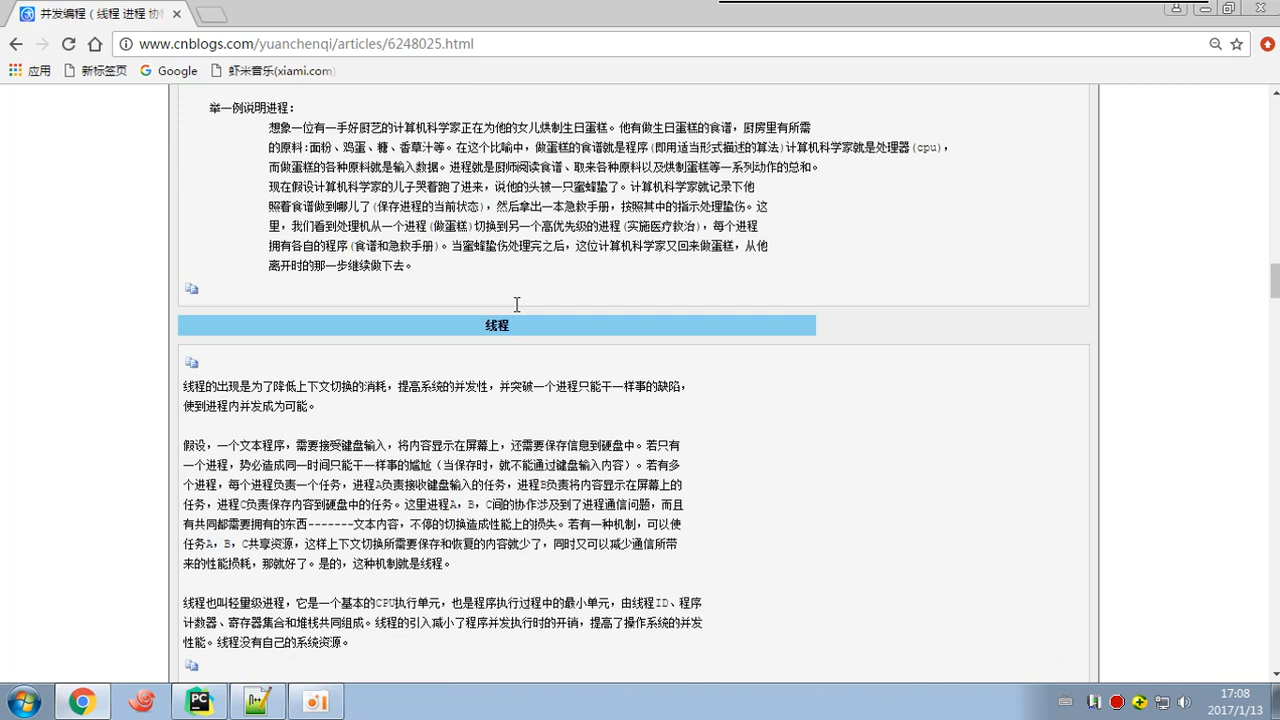 并发编程（线程 进程 协
www.cnblogs.com/yuanchenqi/articles/6248025.html
应用 新标签页 Google 虾米音乐(xiami.com)
举一例说明进程：
想象一位有一手好厨艺的计算机科学家正在为他的女儿烘制生日蛋糕。他有做生日蛋糕的食谱，厨房里有所需
的原料:面粉、鸡蛋、糖、香草汁等。在这个比喻中，做蛋糕的食谱就是程序(即用适当形式描述的算法)计算机科学家就是处理器(cpu)，
而做蛋糕的各种原料就是输入数据。进程就是厨师阅读食谱、取来各种原料以及烘制蛋糕等一系列动作的总和。
现在假设计算机科学家的儿子哭着跑了进来，说他的头被一只蜜蜂蛰了。计算机科学家就记录下他
照着食谱做到哪儿了(保存进程的当前状态)，然后拿出一本急救手册，按照其中的指示处理蛰伤。这
里，我们看到处理机从一个进程(做蛋糕)切换到另一个高优先级的进程(实施医疗救治)，每个进程
拥有各自的程序(食谱和急救手册)。当蜜蜂蛰伤处理完之后，这位计算机科学家又回来做蛋糕，从他
离开时的那一步继续做下去。
线程
线程的出现是为了降低上下文切换的消耗，提高系统的并发性，并突破一个进程只能干一样事的缺陷，
使到进程内并发成为可能。
假设，一个文本程序，需要接受键盘输入，将内容显示在屏幕上，还需要保存信息到硬盘中。若只有
一个进程，势必造成同一时间只能干一样事的尴尬（当保存时，就不能通过键盘输入内容）。若有多
个进程，每个进程负责一个任务，进程A负责接收键盘输入的任务，进程B负责将内容显示在屏幕上的
任务，进程C负责保存内容到硬盘中的任务。这里进程A，B，C间的协作涉及到了进程通信问题，而且
有共同都需要拥有的东西-------文本内容，不停的切换造成性能上的损失。若有一种机制，可以使
任务A，B，C共享资源，这样上下文切换所需要保存和恢复的内容就少了，同时又可以减少通信所带
来的性能损耗，那就好了。是的，这种机制就是线程。
线程也叫轻量级进程，它是一个基本的CPU执行单元，也是程序执行过程中的最小单元，由线程ID、程序
计数器、寄存器集合和堆栈共同组成。线程的引入减小了程序并发执行时的开销，提高了操作系统的并发
性能。线程没有自己的系统资源。
17:08
2017/1/13